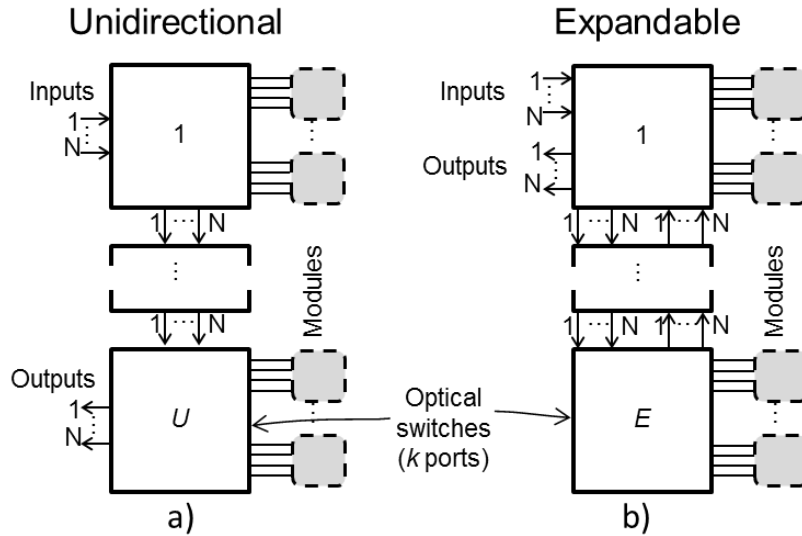 Unidirectional
Inputs
1
N
1
1 ... N
...
Modules
1 ... N
Outputs
1
N
U
a)
Optical
switches
(k ports)
Expandable
Inputs
1
N
Outputs
1
N
1
1 ... N 1 ... N
...
Modules
1 ... N 1 ... N
E
b)